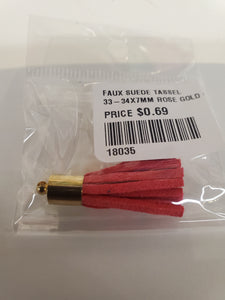 FAUX SUEDE TASSEL
33-34X7MM ROSE GOLD
PRICE $0.69
18035